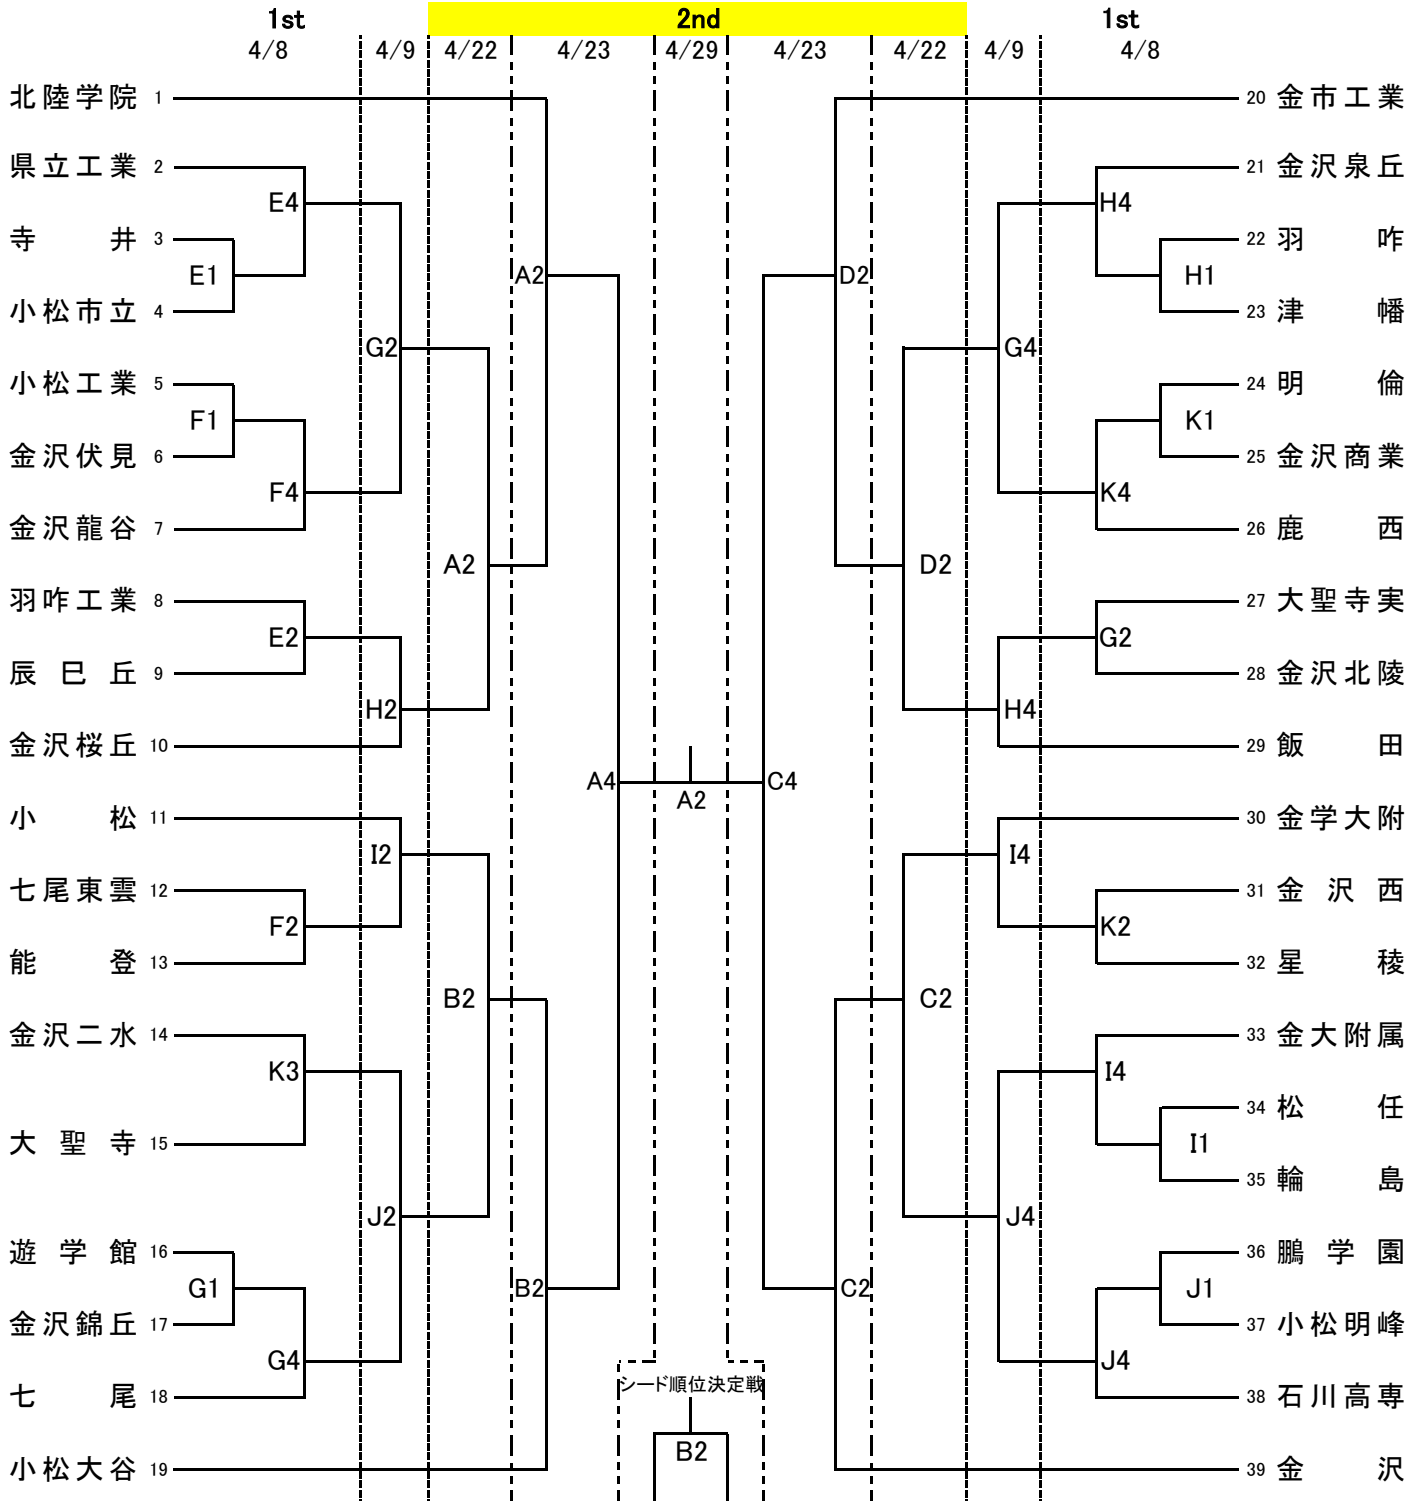 1st 2nd 1st
4/8 4/9 4/22 4/23 4/29 4/23 4/22 4/9 4/8
北陸学院 1 20 金市工業
県立工業 2 21 金沢泉丘
E4 H4
寺井 3 22 羽咋
E1 A2 D2 H1
小松市立 4 23 津幡
G2 G4
小松工業 5 24 明倫
F1 K1
金沢伏見 6 25 金沢商業
F4 K4
金沢龍谷 7 26 鹿西
A2 D2
羽咋工業 8 27 大聖寺実
E2 G2
辰巳丘 9 28 金沢北陵
H2 H4
金沢桜丘 10 29 飯田
A4 C4
A2
小松 11 30 金学大附
I2 I4
七尾東雲 12 31 金沢西
F2 K2
能登 13 32 星稜
B2 C2
金沢二水 14 33 金大附属
K3 I4
34 松任
大聖寺 15 I1
35 輪島
J2 J4
遊学館 16 36 鵬学園
G1 B2 C2 J1
金沢錦丘 17 37 小松明峰
G4 J4
シード順位決定戦
七尾 18 38 石川高専
B2
小松大谷 19 39 金沢